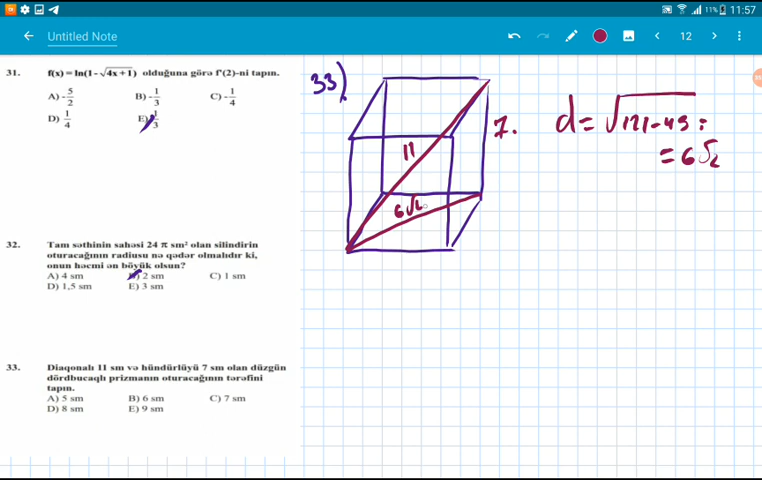 11% 11:57
Untitled Note 12
31. f(x) = ln(1-√4x+1) olduğuna görə f'(2)-ni tapın.
A) -5/2 B) -1/3 C) -1/4
D) 1/4 E) 1/3
32. Tam səthinin sahəsi 24 π sm² olan silindirin
oturacağının radiusu nə qədər olmalıdır ki,
onun həcmi ən böyük olsun?
A) 4 sm B) 2 sm C) 1 sm
D) 1,5 sm E) 3 sm
33. Diaqonalı 11 sm və hündürlüyü 7 sm olan düzgün
dördbucaqlı prizmanın oturacağının tərəfini
tapın.
A) 5 sm B) 6 sm C) 7 sm
D) 8 sm E) 9 sm
33)
11
7.
d = √121-49 =
= 6√2